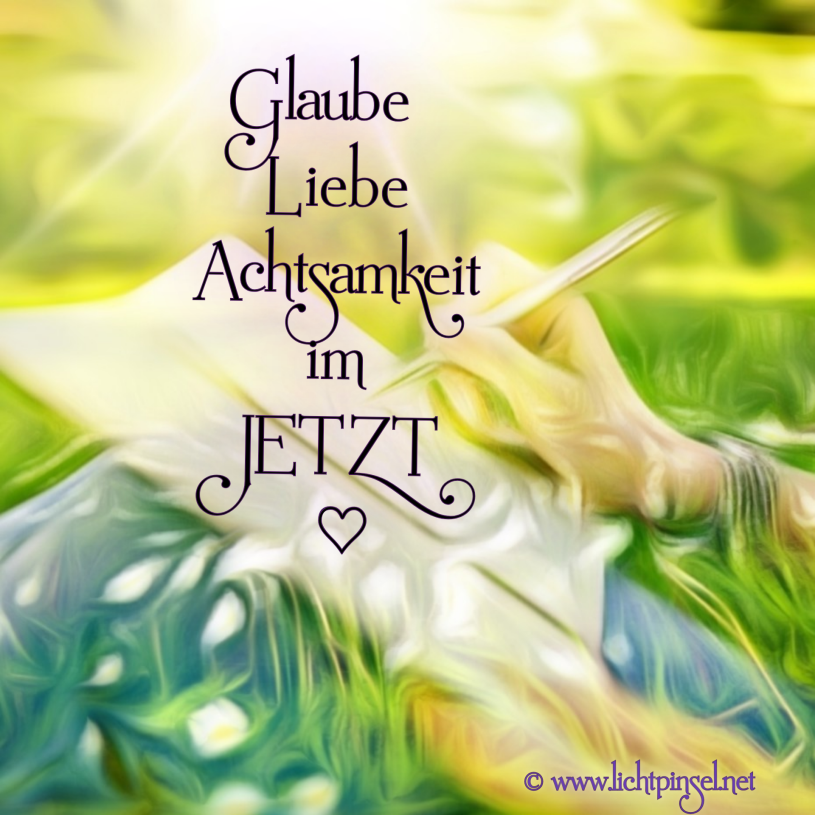 Glaube
Liebe
Achtsamkeit
im
JETZT
♡
© www.lichtpinsel.net